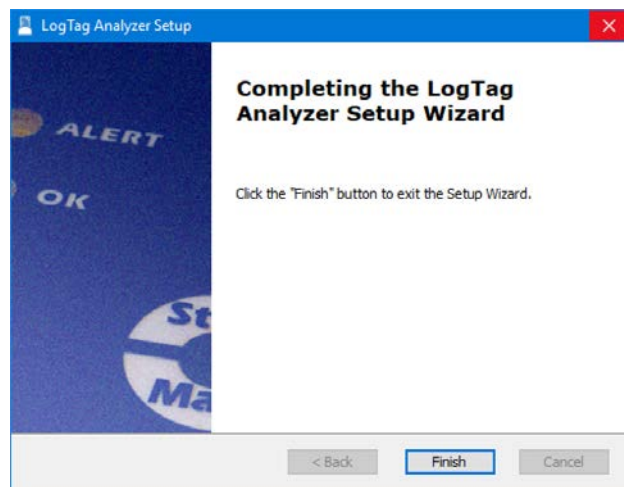 LogTag Analyzer Setup
Completing the LogTag
Analyzer Setup Wizard
Click the "Finish" button to exit the Setup Wizard.
ALERT
OK
< Back
Finish
Cancel